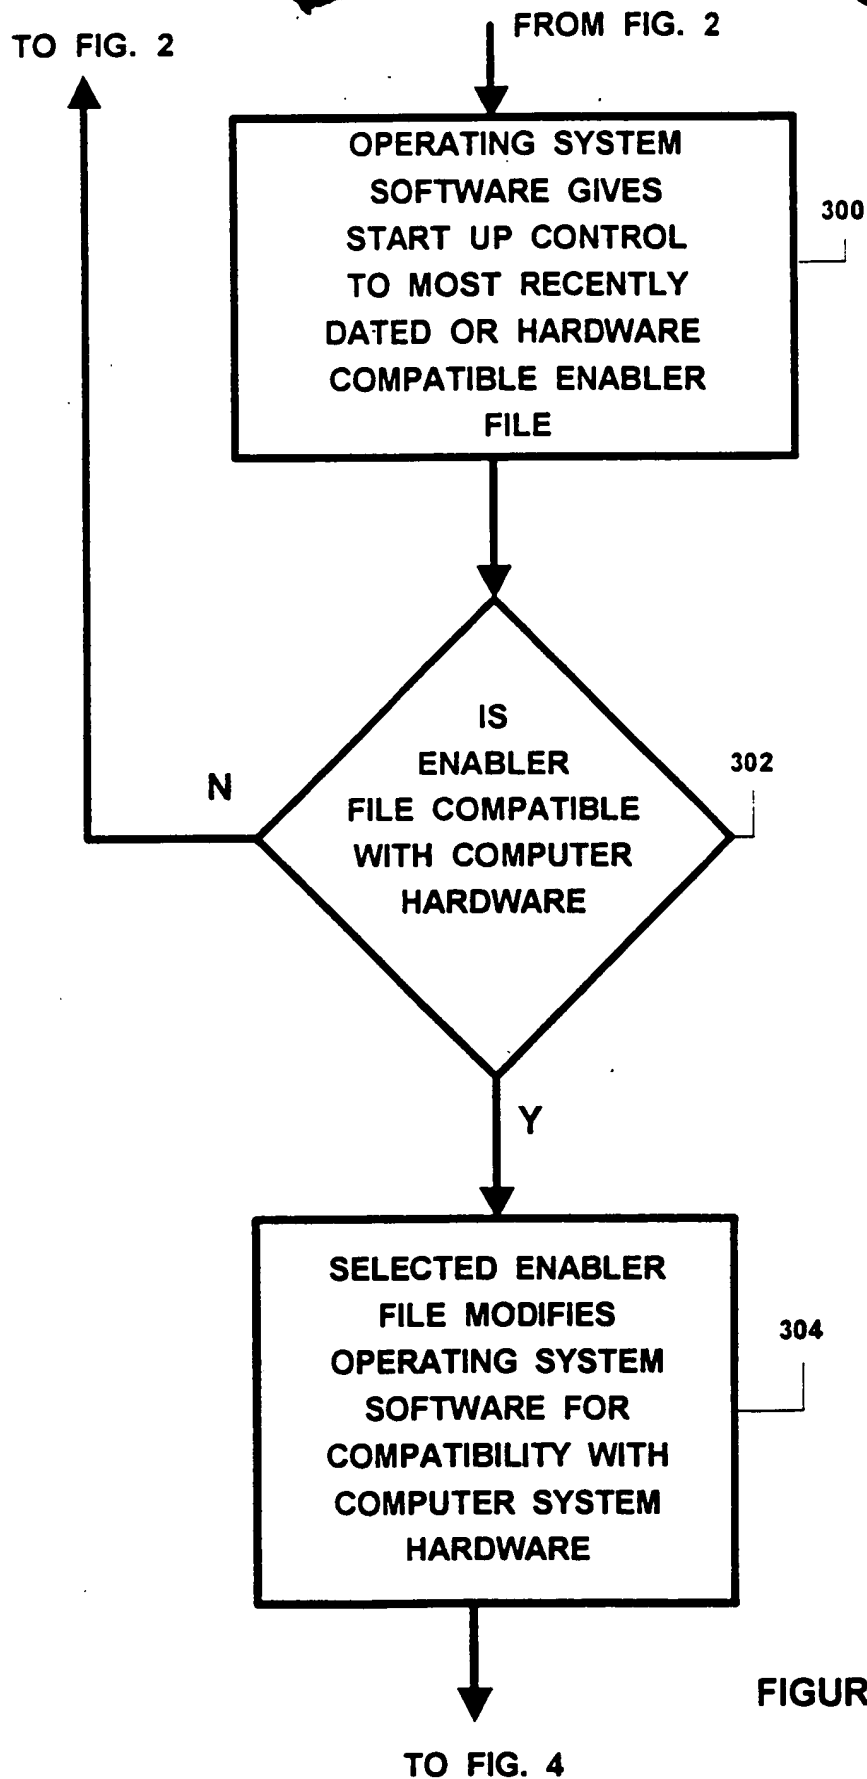 TO FIG. 2
FROM FIG. 2
OPERATING SYSTEM
SOFTWARE GIVES
START UP CONTROL
TO MOST RECENTLY
DATED OR HARDWARE
COMPATIBLE ENABLER
FILE
300
IS
ENABLER
FILE COMPATIBLE
WITH COMPUTER
HARDWARE
302
N
Y
SELECTED ENABLER
FILE MODIFIES
OPERATING SYSTEM
SOFTWARE FOR
COMPATIBILITY WITH
COMPUTER SYSTEM
HARDWARE
304
FIGUR
TO FIG. 4